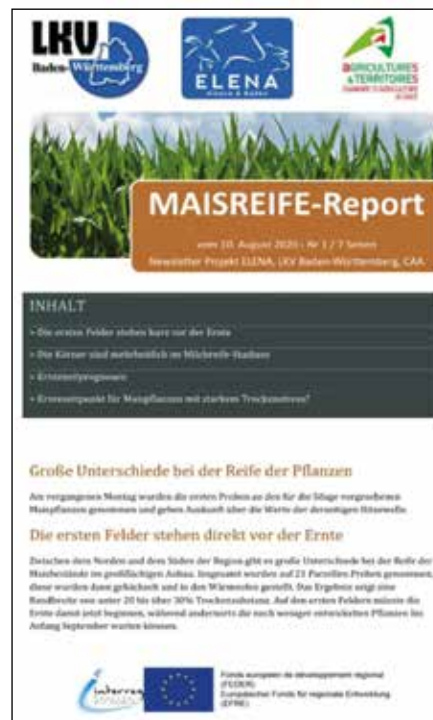 LKV
Baden-Württemberg
ELENA
Alsace & Baden
AGRICULTURES
& TERRITOIRES
CHAMBRE D'AGRICULTURE
ALSACE
MAISREIFE-Report
vom 10. August 2020 - Nr 1 / 7 Seiten
Newsletter Projekt ELENA, LKV Baden-Württemberg, CAA
INHALT
> Die ersten Felder stehen kurz vor der Ernte
> Die Körner sind mehrheitlich im Milchreife-Stadium
> Erntezeitprognosen
> Erntezeitpunkt für Maispflanzen mit starkem Trockenstress?
Große Unterschiede bei der Reife der Pflanzen
Am vergangenen Montag wurden die ersten Proben an den für die Silage vorgesehenen
Maispflanzen genommen und geben Auskunft über die Werte der derzeitigen Hitzewelle.
Die ersten Felder stehen direkt vor der Ernte
Zwischen dem Norden und dem Süden der Region gibt es große Unterschiede bei der Reife der
Maisbestände im großflächigen Anbau. Insgesamt wurden auf 21 Parzellen Proben genommen,
diese wurden dann gehäckselt und in den Wärmeofen gestellt. Das Ergebnis zeigt eine
Bandbreite von unter 20 bis über 30% Trockensubstanz. Auf den ersten Feldern müsste die
Ernte damit jetzt beginnen, während andernorts die noch weniger entwickelten Pflanzen bis
Anfang September warten können.
interreg
Fonds européen de développement régional
(FEDER)
Europäischer Fonds für regionale Entwicklung
(EFRE)